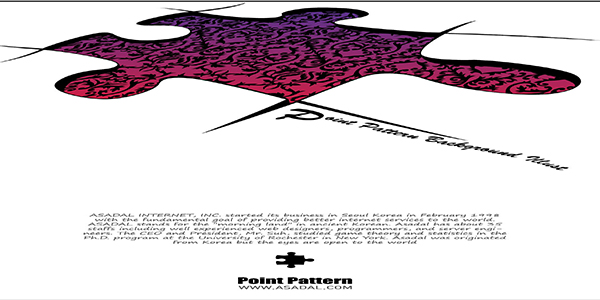 Point Pattern Background Illust
ASADAL INTERNET, INC. started its business in Seoul Korea in February 1998
with the fundamental goal of providing better internet services to the world.
ASADAL stands for the "morning land" in ancient Korean. Asadal has about 35
staffs including well experienced web designers, programmers, and server engi-
neers. The CEO and President, Mr. Suh, studied game theory and statistics in the
Ph.D. program at the University of Rochester in New York. Asadal was originated
from Korea but the eyes are open to the world
Point Pattern
WWW.ASADAL.COM